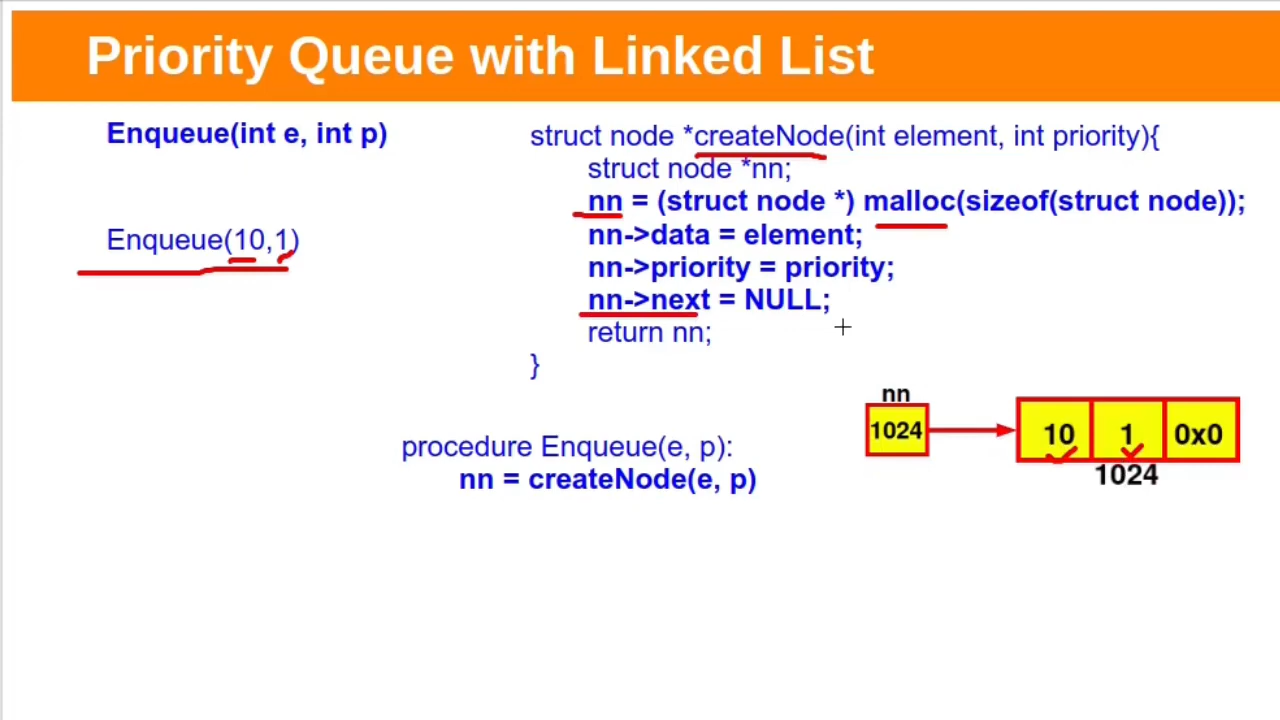 Priority Queue with Linked List
Enqueue(int e, int p)
Enqueue(10,1)
struct node *createNode(int element, int priority){
struct node *nn;
nn = (struct node *) malloc(sizeof(struct node));
nn->data = element;
nn->priority = priority;
nn->next = NULL;
return nn;
}
procedure Enqueue(e, p):
nn = createNode(e, p)
nn
1024
10 1 0x0
1024